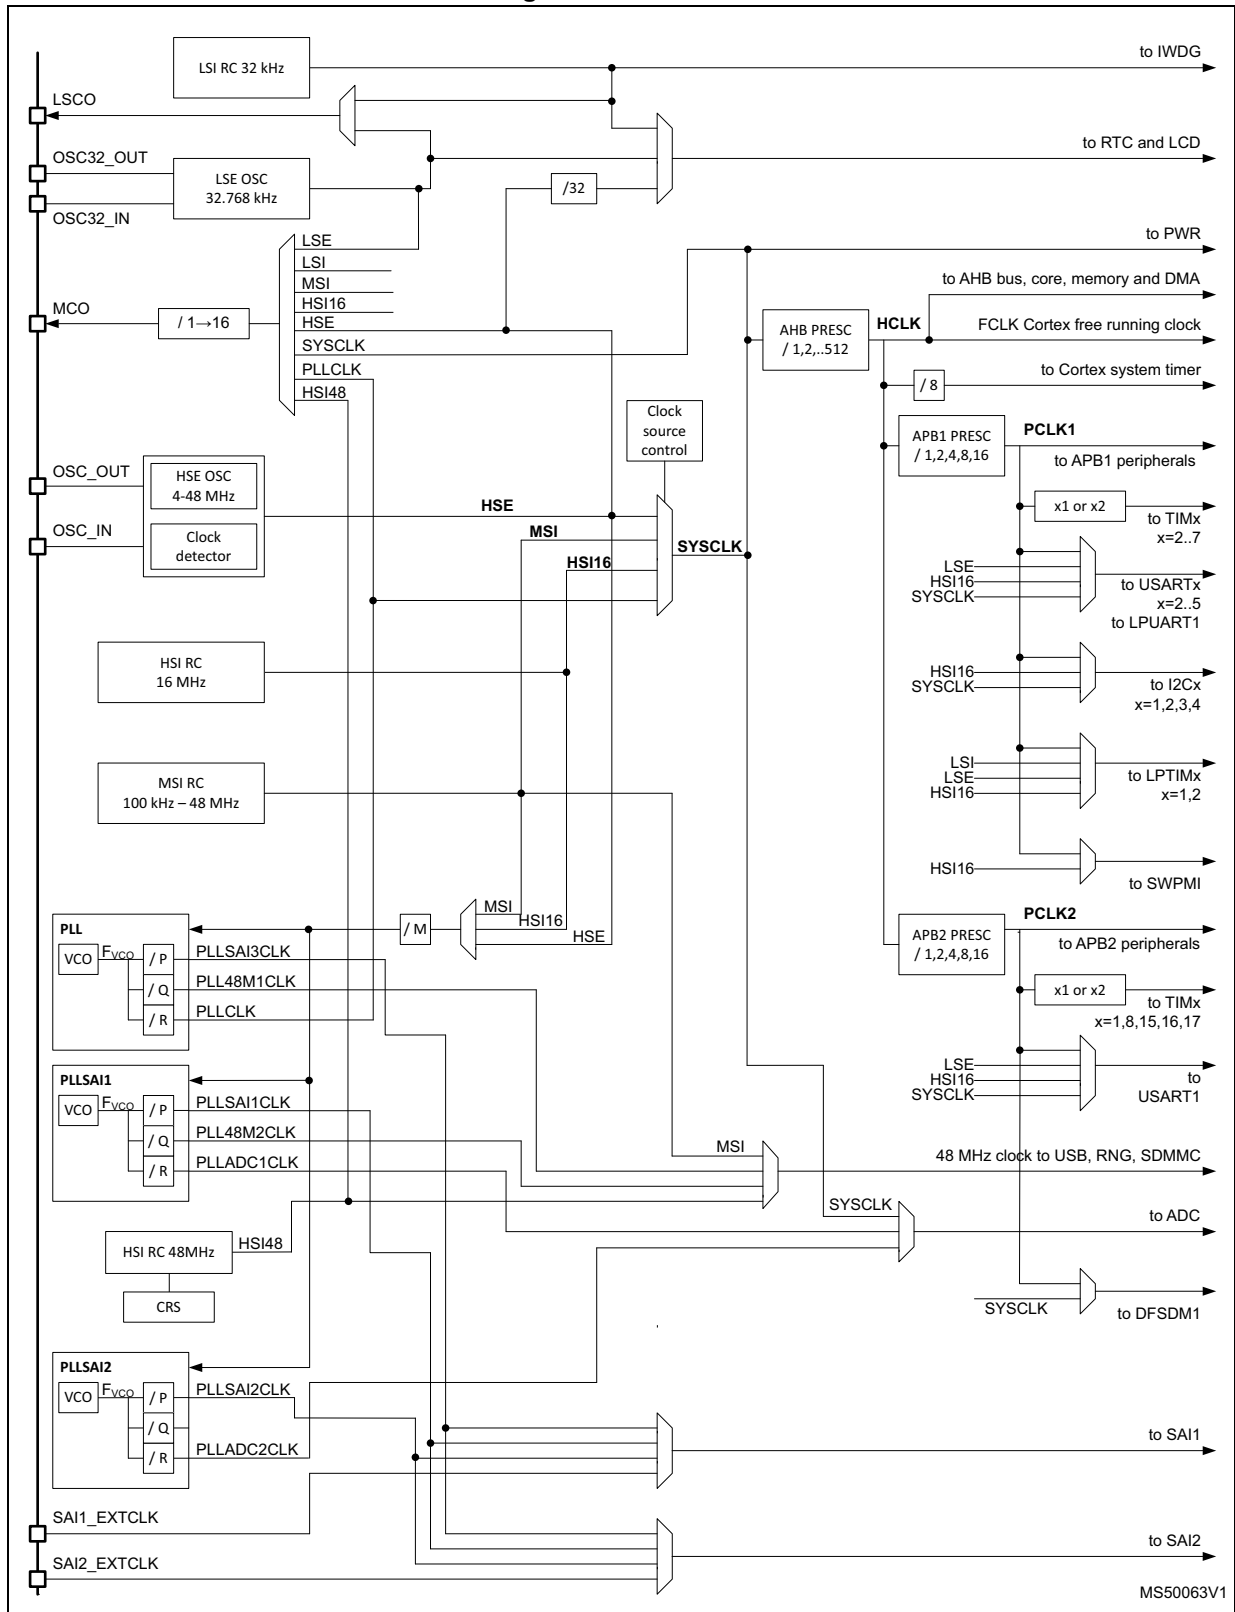 LSI RC 32 kHz
to IWDG
LSCO
OSC32_OUT
to RTC and LCD
LSE OSC
32.768 kHz
/32
OSC32_IN
LSE
to PWR
LSI
MSI
to AHB bus, core, memory and DMA
HSI16
MCO
/ 1→16
HSE
AHB PRESC
/ 1,2,..512
HCLK
FCLK Cortex free running clock
SYSCLK
PLLCLK
to Cortex system timer
/ 8
HSI48
Clock
source
control
APB1 PRESC
/ 1,2,4,8,16
PCLK1
to APB1 peripherals
OSC_OUT
HSE OSC
4-48 MHz
HSE
x1 or x2
to TIMx
x=2..7
OSC_IN
Clock
detector
MSI
SYSCLK
HSI16
LSE
HSI16
SYSCLK
to USARTx
x=2..5
to LPUART1
HSI RC
16 MHz
HSI16
SYSCLK
to I2Cx
x=1,2,3,4
MSI RC
100 kHz – 48 MHz
LSI
LSE
HSI16
to LPTIMx
x=1,2
HSI16
to SWPMI
MSI
HSI16
HSE
/ M
PCLK2
APB2 PRESC
/ 1,2,4,8,16
to APB2 peripherals
PLL
VCO
FVCO
/ P
PLLSAI3CLK
/ Q
PLL48M1CLK
/ R
PLLCLK
x1 or x2
to TIMx
x=1,8,15,16,17
LSE
HSI16
SYSCLK
to
USART1
PLLSAI1
VCO
FVCO
/ P
PLLSAI1CLK
/ Q
PLL48M2CLK
/ R
PLLADC1CLK
MSI
48 MHz clock to USB, RNG, SDMMC
SYSCLK
to ADC
HSI RC 48MHz
HSI48
CRS
SYSCLK
to DFSDM1
PLLSAI2
VCO
FVCO
/ P
PLLSAI2CLK
/ Q
/ R
PLLADC2CLK
to SAI1
SAI1_EXTCLK
to SAI2
SAI2_EXTCLK
MS50063V1